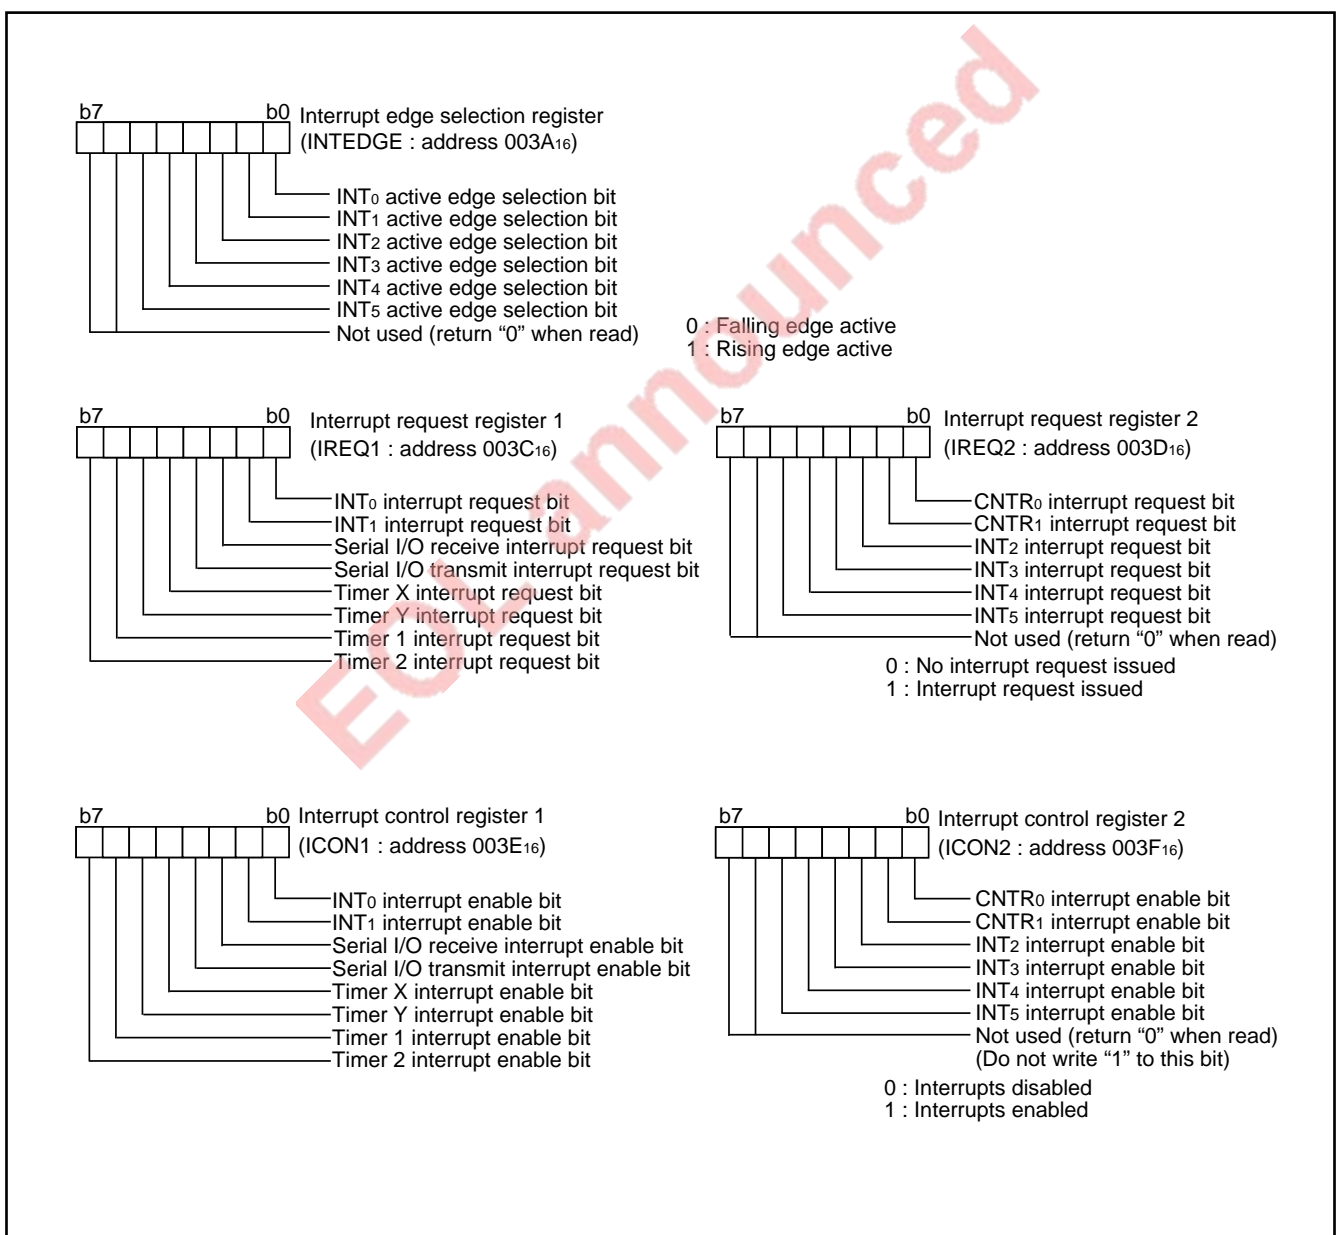 b7 b0 Interrupt edge selection register
(INTEDGE : address 003A16)
INT0 active edge selection bit
INT1 active edge selection bit
INT2 active edge selection bit
INT3 active edge selection bit
INT4 active edge selection bit
INT5 active edge selection bit
Not used (return “0” when read)
0 : Falling edge active
1 : Rising edge active
b7 b0 Interrupt request register 1
(IREQ1 : address 003C16)
INT0 interrupt request bit
INT1 interrupt request bit
Serial I/O receive interrupt request bit
Serial I/O transmit interrupt request bit
Timer X interrupt request bit
Timer Y interrupt request bit
Timer 1 interrupt request bit
Timer 2 interrupt request bit
b7 b0 Interrupt request register 2
(IREQ2 : address 003D16)
CNTR0 interrupt request bit
CNTR1 interrupt request bit
INT2 interrupt request bit
INT3 interrupt request bit
INT4 interrupt request bit
INT5 interrupt request bit
Not used (return “0” when read)
0 : No interrupt request issued
1 : Interrupt request issued
b7 b0 Interrupt control register 1
(ICON1 : address 003E16)
INT0 interrupt enable bit
INT1 interrupt enable bit
Serial I/O receive interrupt enable bit
Serial I/O transmit interrupt enable bit
Timer X interrupt enable bit
Timer Y interrupt enable bit
Timer 1 interrupt enable bit
Timer 2 interrupt enable bit
b7 b0 Interrupt control register 2
(ICON2 : address 003F16)
CNTR0 interrupt enable bit
CNTR1 interrupt enable bit
INT2 interrupt enable bit
INT3 interrupt enable bit
INT4 interrupt enable bit
INT5 interrupt enable bit
Not used (return “0” when read)
(Do not write “1” to this bit)
0 : Interrupts disabled
1 : Interrupts enabled
EOL announced